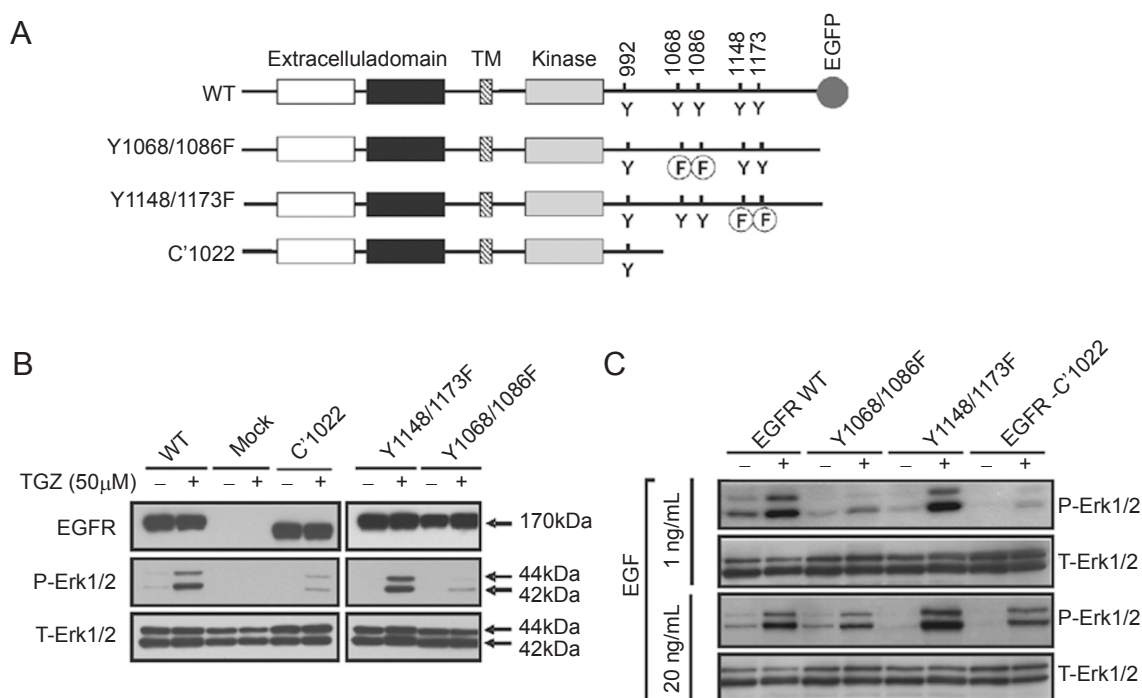 A
Extracelluladomain TM Kinase 992 1068 1086 1148 1173 EGFP
WT
Y Y Y Y Y
Y1068/1086F
Y F F Y Y
Y1148/1173F
Y Y Y F F
C'1022
Y
B
WT Mock C'1022 Y1148/1173F Y1068/1086F
TGZ (50µM) – + – + – + – + – +
EGFR 170kDa
P-Erk1/2 44kDa
42kDa
T-Erk1/2 44kDa
42kDa
C
EGFR WT Y1068/1086F Y1148/1173F EGFR -C'1022
– + – + – + – +
EGF
1 ng/mL
P-Erk1/2
T-Erk1/2
20 ng/mL
P-Erk1/2
T-Erk1/2